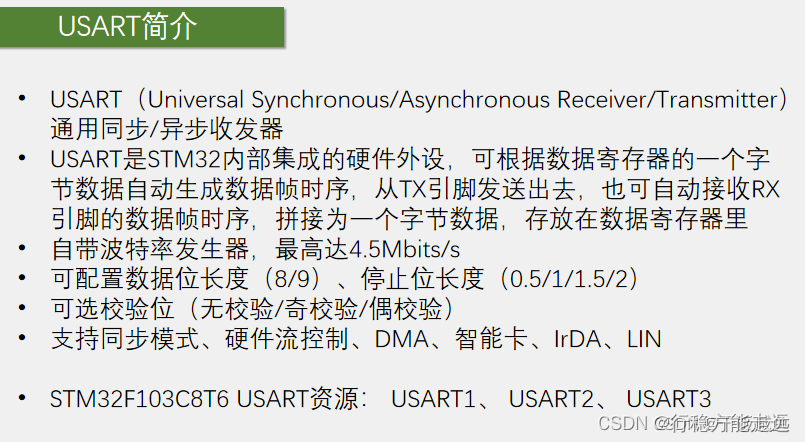 USART简介
• USART（Universal Synchronous/Asynchronous Receiver/Transmitter）
通用同步/异步收发器
• USART是STM32内部集成的硬件外设，可根据数据寄存器的一个字
节数据自动生成数据帧时序，从TX引脚发送出去，也可自动接收RX
引脚的数据帧时序，拼接为一个字节数据，存放在数据寄存器里
• 自带波特率发生器，最高达4.5Mbits/s
• 可配置数据位长度（8/9）、停止位长度（0.5/1/1.5/2）
• 可选校验位（无校验/奇校验/偶校验）
• 支持同步模式、硬件流控制、DMA、智能卡、IrDA、LIN
• STM32F103C8T6 USART资源： USART1、 USART2、 USART3
CSDN @行稳方能走远